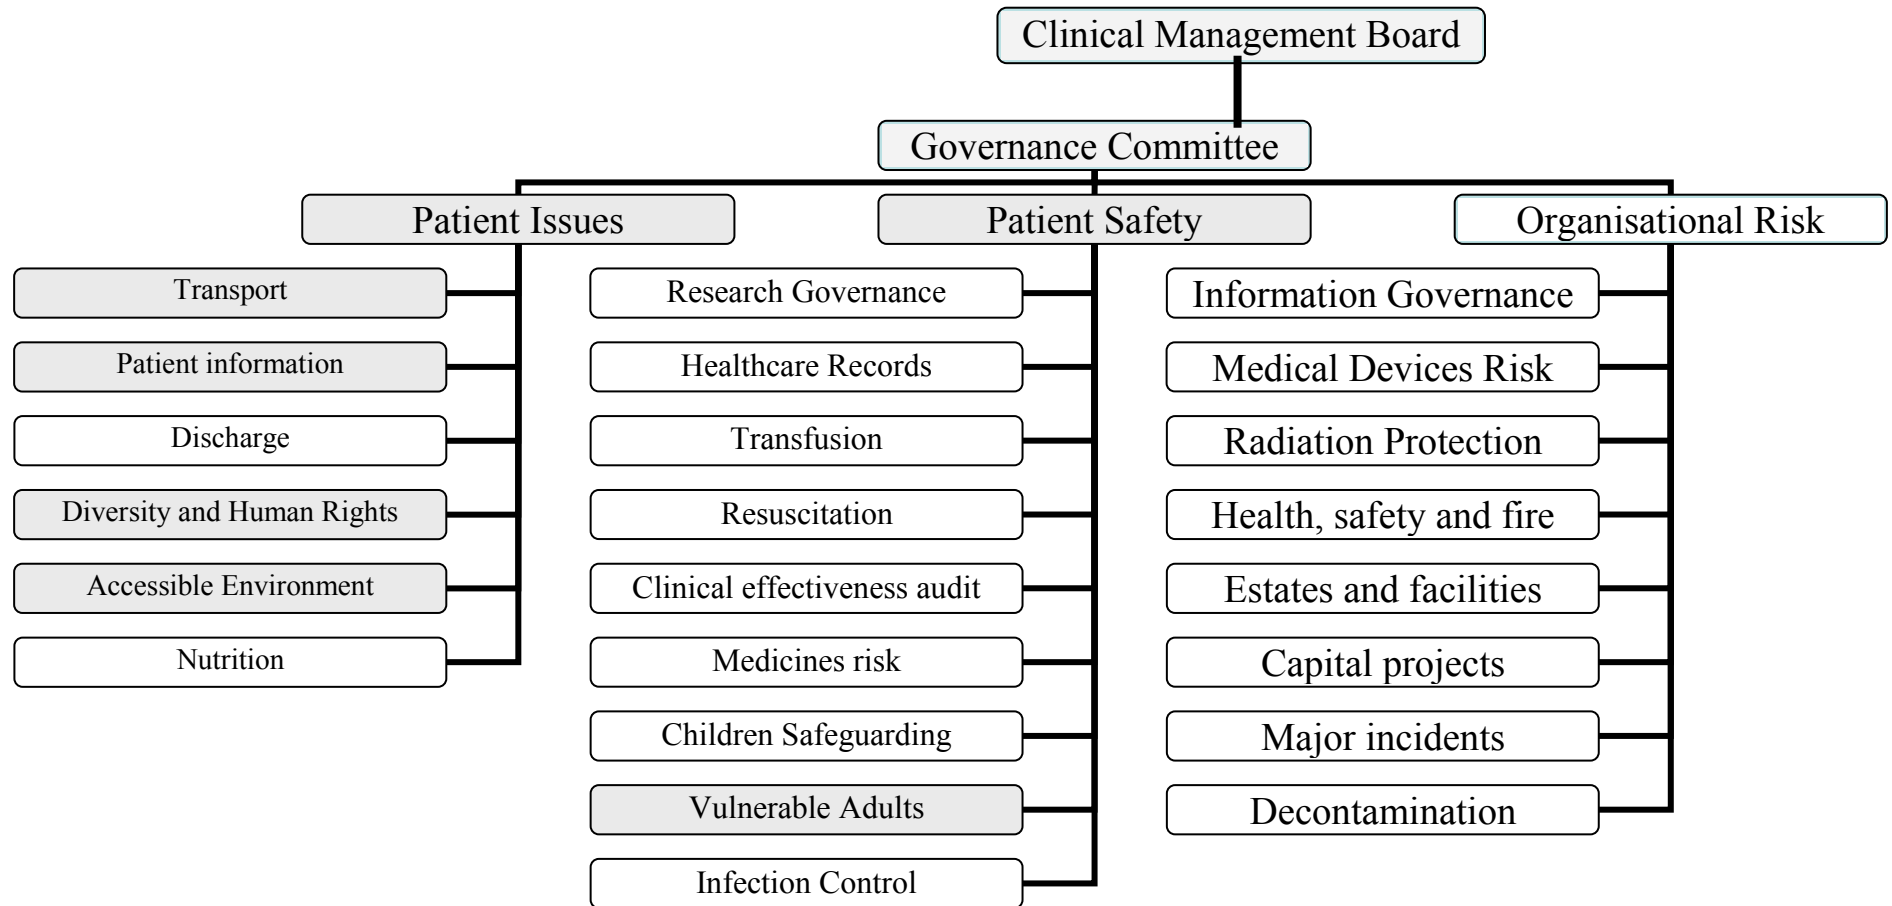 Clinical Management Board
Governance Committee
Patient Issues
Transport
Patient information
Discharge
Diversity and Human Rights
Accessible Environment
Nutrition
Patient Safety
Research Governance
Healthcare Records
Transfusion
Resuscitation
Clinical effectiveness audit
Medicines risk
Children Safeguarding
Vulnerable Adults
Infection Control
Organisational Risk
Information Governance
Medical Devices Risk
Radiation Protection
Health, safety and fire
Estates and facilities
Capital projects
Major incidents
Decontamination